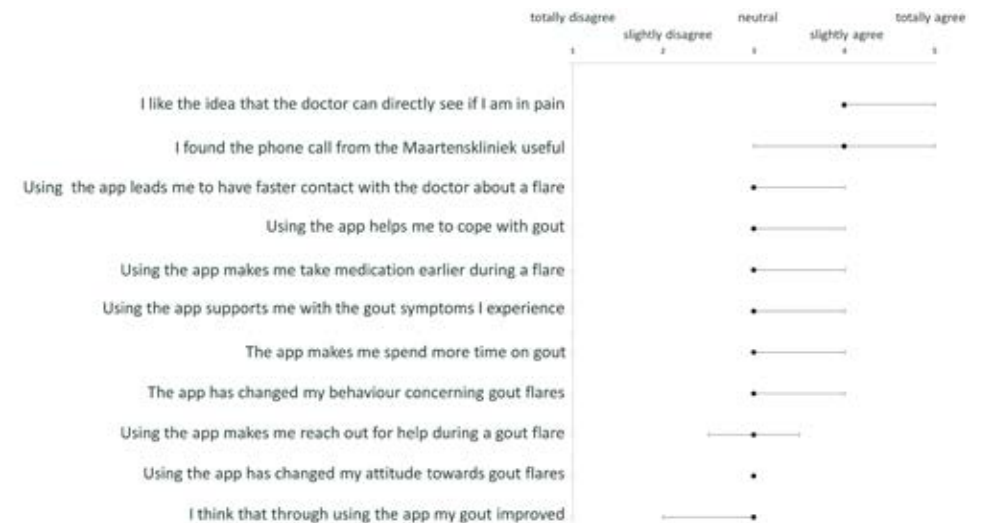 totally disagree neutral totally agree
slightly disagree slightly agree
1 2 3 4 5
I like the idea that the doctor can directly see if I am in pain
I found the phone call from the Maartenskliniek useful
Using the app leads me to have faster contact with the doctor about a flare
Using the app helps me to cope with gout
Using the app makes me take medication earlier during a flare
Using the app supports me with the gout symptoms I experience
The app makes me spend more time on gout
The app has changed my behaviour concerning gout flares
Using the app makes me reach out for help during a gout flare
Using the app has changed my attitude towards gout flares
I think that through using the app my gout improved